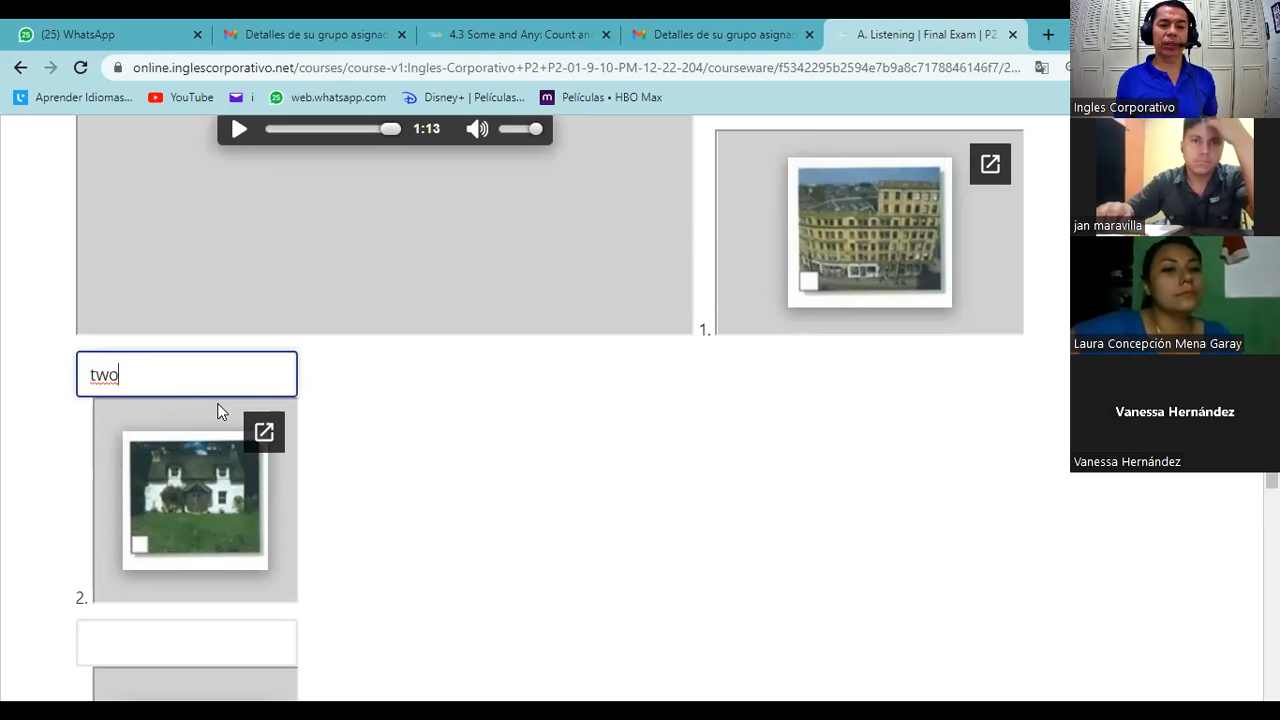 (25) WhatsApp
Detalles de su grupo asignad
4.3: Some and Any: Count an
Detalles de su grupo asignad
A. Listening | Final Exam | P2
online.inglescorporativo.net/courses/course-v1:Ingles-Corporativo+P2+P2-01-9-10-PM-12-22-204/courseware/f5342295b2594e7b9a8c7178846146f7/2...
Aprender Idiomas...
YouTube
i
web.whatsapp.com
Disney+ | Películas...
Películas • HBO Max
1:13
1.
two
2.
Ingles Corporativo
jan maravilla
Laura Concepción Mena Garay
Vanessa Hernández
Vanessa Hernández